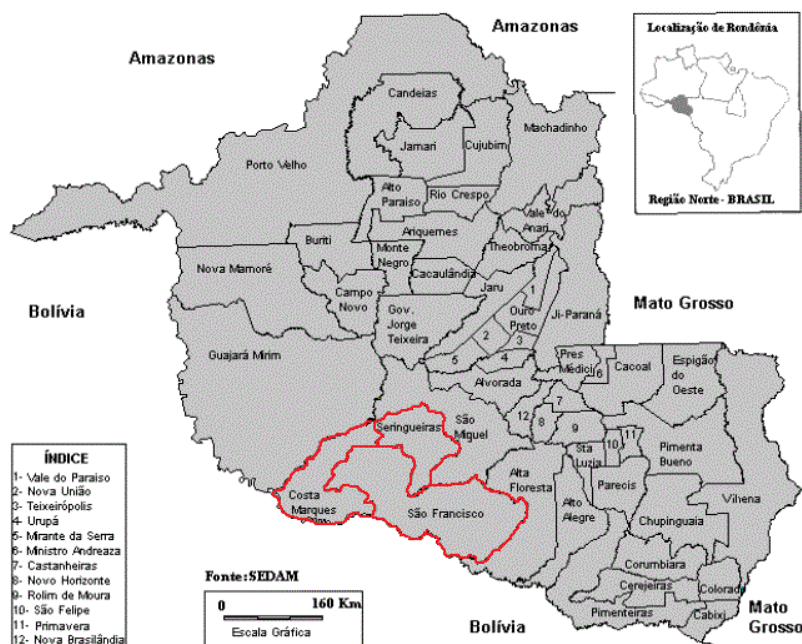 Amazonas
Amazonas
Localização de Rondônia
Região Norte - BRASIL
Candeias
Jamari
Cujubim
Machadinho
Porto Velho
Alto
Paraiso
Rio Crespo
Vale do
Anari
Buriti
Ariquemes
Monte
Negro
Theobroma
Nova Mamoré
Cacaulândia
Campo
Novo
Jaru
1
Bolívia
Gov.
Jorge
Teixeira
Ouro
Preto
2
3
Ji-Paraná
Mato Grosso
Guajará Mirim
5
4
Pres
Médici
6
Cacoal
Espigão
do
Oeste
Alvorada
7
Seringueiras
São
Miguel
12
8
9
10
11
Sta
Luzia
Pimenta
Bueno
Alta
Floresta
Parecis
Vilhena
Costa
Marques
São Francisco
Alto
Alegre
Chupinguaia
Corumbiara
Cerejeiras
Colorado
Pimenteiras
Cabixi
Mato
Grosso
Bolívia
ÍNDICE
1- Vale do Paraiso
2- Nova União
3- Teixeirópolis
4- Urupá
5- Mirante da Serra
6- Ministro Andreaza
7- Castanheiras
8- Novo Horizonte
9- Rolim de Moura
10- São Felipe
11- Primavera
12- Nova Brasilândia
Fonte:SEDAM
0 160 Km
Escala Gráfica